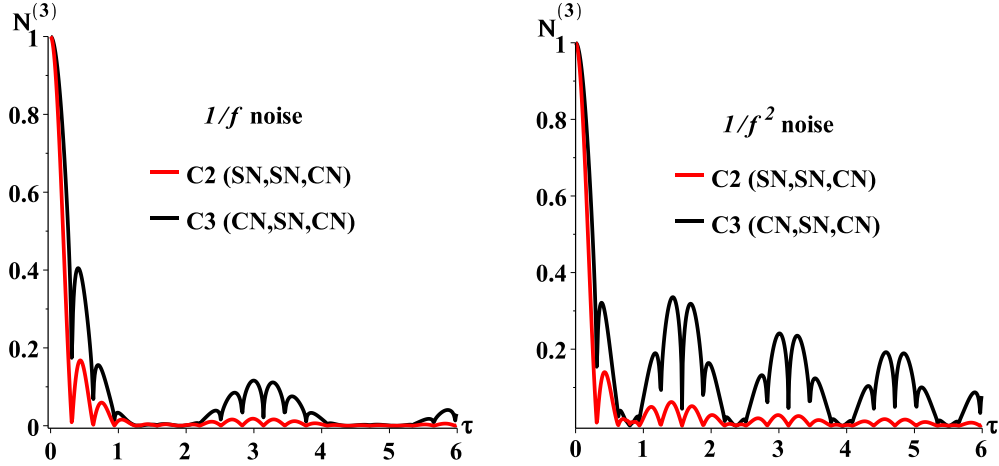 N₁⁽³⁾
1/f noise
C2 (SN,SN,CN)
C3 (CN,SN,CN)
0.8
0.6
0.4
0.2
0
0 1 2 3 4 5 6 τ
N₁⁽³⁾
1/f ² noise
C2 (SN,SN,CN)
C3 (CN,SN,CN)
0.8
0.6
0.4
0.2
0
0 1 2 3 4 5 6 τ